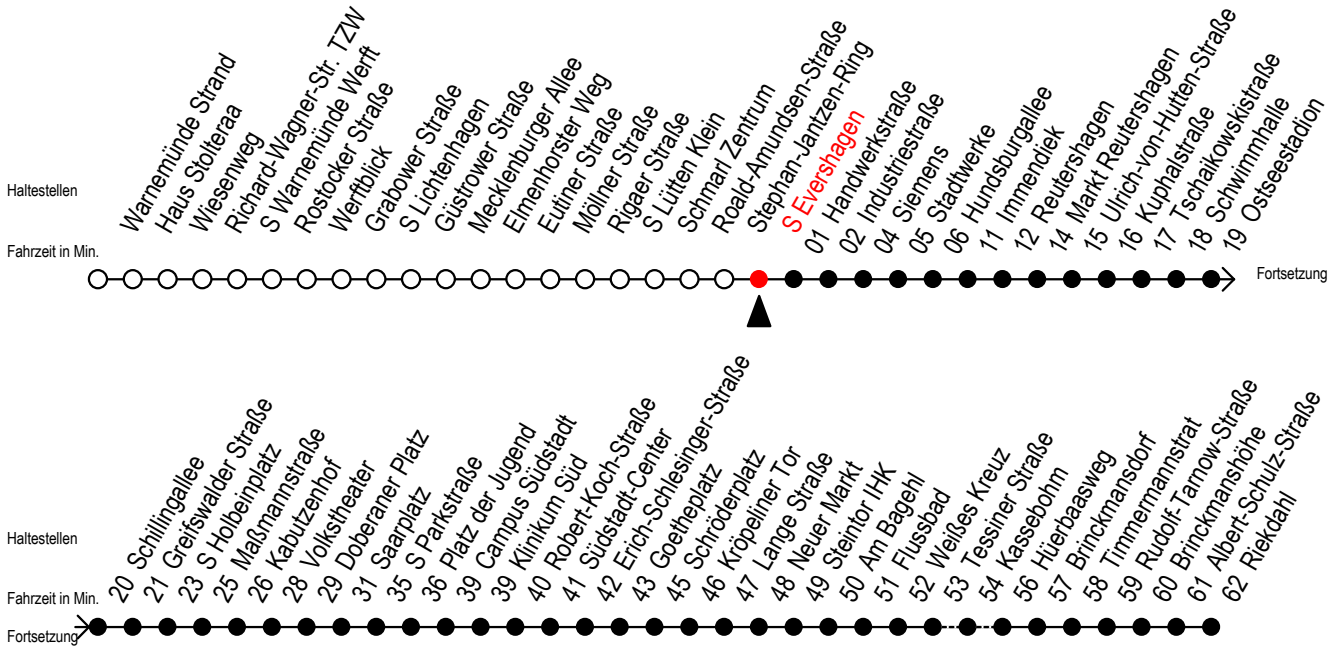 Haltestellen
Warnemünde Strand
Haus Stolteraa
Wiesenweg
Richard-Wagner-Str. TZW
S Warnemünde Werft
Rostocker Straße
Werftblick
Grabower Straße
S Lichtenhagen
Güstrower Straße
Mecklenburger Allee
Elmenhorster Weg
Eutiner Straße
Möllner Straße
Rigaer Straße
S Lütten Klein
Schmarl Zentrum
Roald-Amundsen-Straße
Stephan-Jantzen-Ring
S Evershagen
01 Handwerkstraße
02 Industriestraße
04 Siemens
05 Stadtwerke
06 Hundsburgallee
11 Immendiek
12 Reutershagen
14 Markt Reutershagen
15 Ulrich-von-Hutten-Straße
16 Kuphalstraße
17 Tschaikowskistraße
18 Schwimmhalle
19 Ostseestadion
Fahrzeit in Min.
Fortsetzung
Haltestellen
20 Schillingallee
21 Greifswalder Straße
23 S Holbeinplatz
25 Maßmannstraße
26 Kabutzenhof
28 Volkstheater
29 Doberaner Platz
31 Saarplatz
35 S Parkstraße
36 Platz der Jugend
39 Campus Südstadt
39 Klinikum Süd
40 Robert-Koch-Straße
41 Südstadt-Center
42 Erich-Schlesinger-Straße
43 Goetheplatz
45 Schröderplatz
46 Kröpeliner Tor
47 Lange Straße
48 Neuer Markt
49 Steintor IHK
50 Am Bagehl
51 Flussbad
52 Weißes Kreuz
53 Tessiner Straße
54 Kassebohm
56 Hüerbaasweg
57 Brinckmansdorf
58 Timmermannstrat
59 Rudolf-Tarnow-Straße
60 Brinckmanshöhe
61 Albert-Schulz-Straße
62 Riekdahl
Fahrzeit in Min.
Fortsetzung